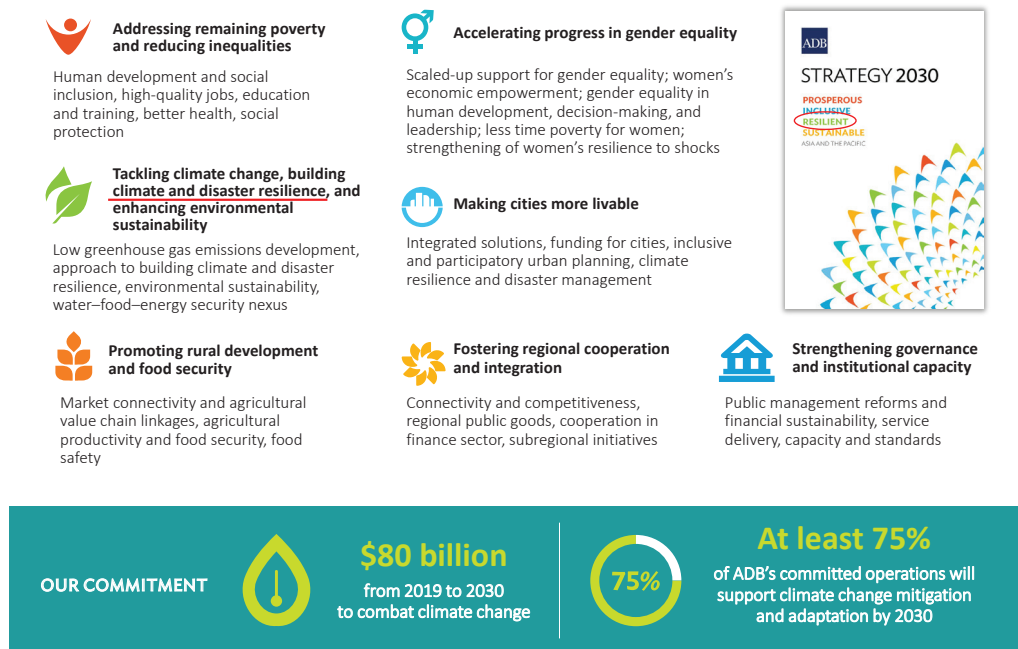 Addressing remaining poverty
and reducing inequalities
Human development and social
inclusion, high-quality jobs, education
and training, better health, social
protection
Accelerating progress in gender equality
Scaled-up support for gender equality; women's
economic empowerment; gender equality in
human development, decision-making, and
leadership; less time poverty for women;
strengthening of women's resilience to shocks
ADB
STRATEGY 2030
PROSPEROUS
INCLUSIVE
RESILIENT
SUSTAINABLE
ASIA AND THE PACIFIC
Tackling climate change, building
climate and disaster resilience, and
enhancing environmental
sustainability
Low greenhouse gas emissions development,
approach to building climate and disaster
resilience, environmental sustainability,
water–food–energy security nexus
Making cities more livable
Integrated solutions, funding for cities, inclusive
and participatory urban planning, climate
resilience and disaster management
Promoting rural development
and food security
Market connectivity and agricultural
value chain linkages, agricultural
productivity and food security, food
safety
Fostering regional cooperation
and integration
Connectivity and competitiveness,
regional public goods, cooperation in
finance sector, subregional initiatives
Strengthening governance
and institutional capacity
Public management reforms and
financial sustainability, service
delivery, capacity and standards
OUR COMMITMENT
$80 billion
from 2019 to 2030
to combat climate change
75%
At least 75%
of ADB's committed operations will
support climate change mitigation
and adaptation by 2030